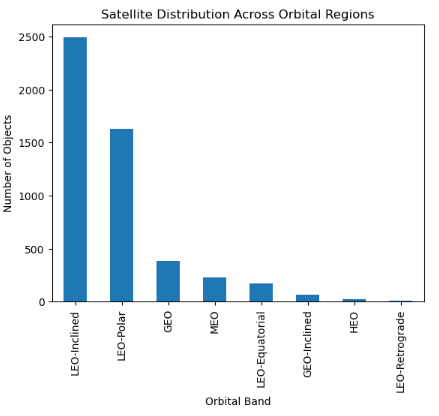 Satellite Distribution Across Orbital Regions
Number of Objects
2500
2000
1500
1000
500
0
LEO-Inclined
LEO-Polar
GEO
MEO
LEO-Equatorial
GEO-Inclined
HEO
LEO-Retrograde
Orbital Band